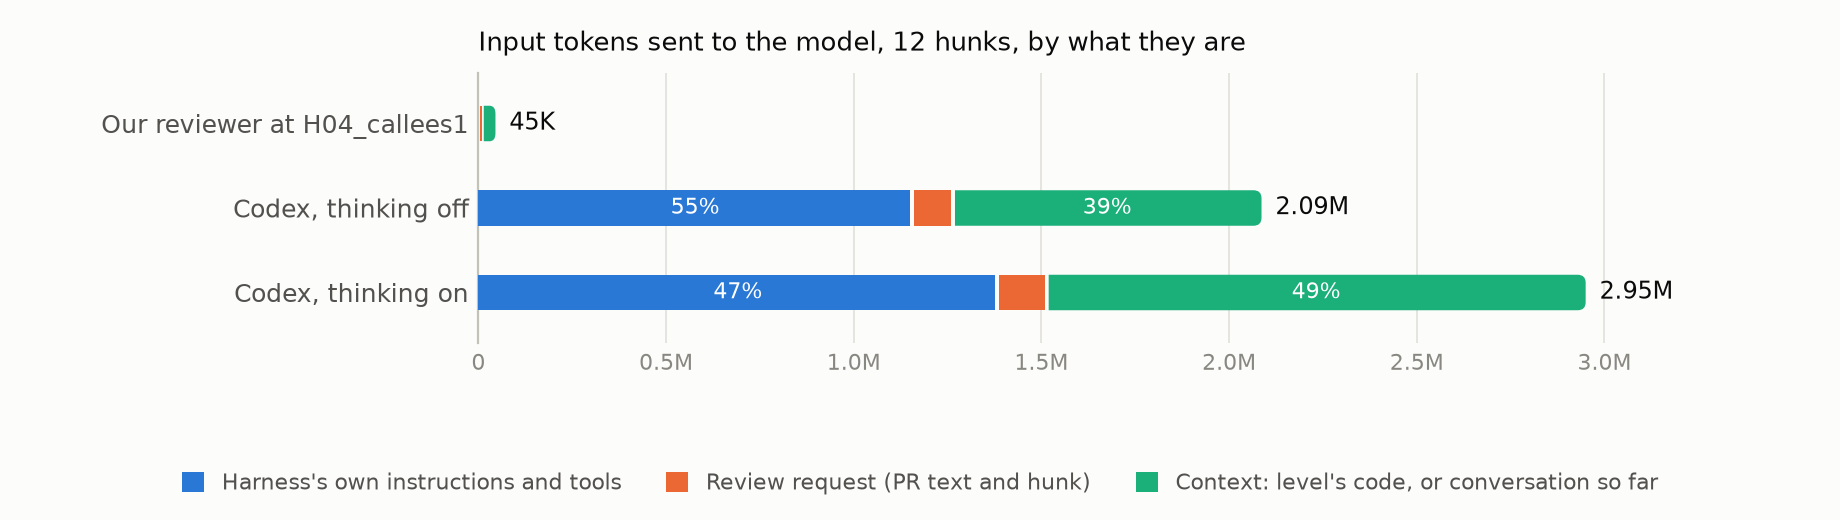 Input tokens sent to the model, 12 hunks, by what they are
Our reviewer at H04_callees1
45K
Codex, thinking off
55%
39%
2.09M
Codex, thinking on
47%
49%
2.95M
0 0.5M 1.0M 1.5M 2.0M 2.5M 3.0M
Harness's own instructions and tools
Review request (PR text and hunk)
Context: level's code, or conversation so far